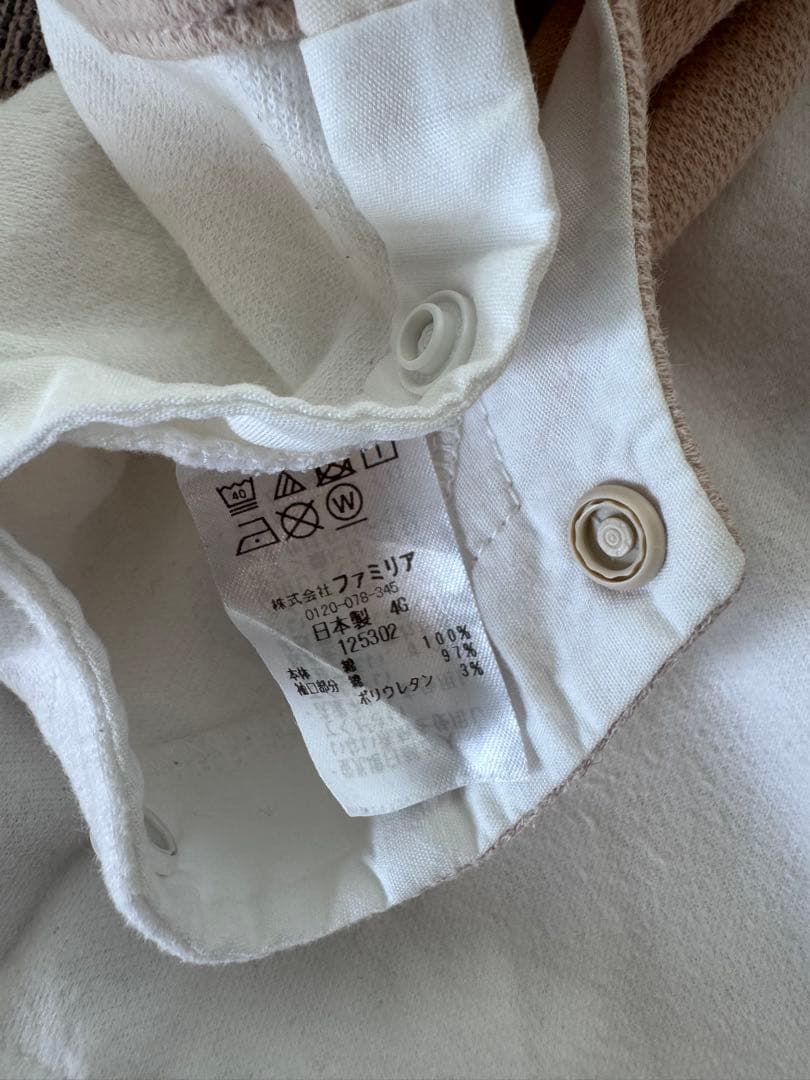 40
W
株式会社ファミリア
0120-078-345
日本製 4G
125302
本体 綿 100%
袖口部分 綿 97%
ポリウレタン 3%